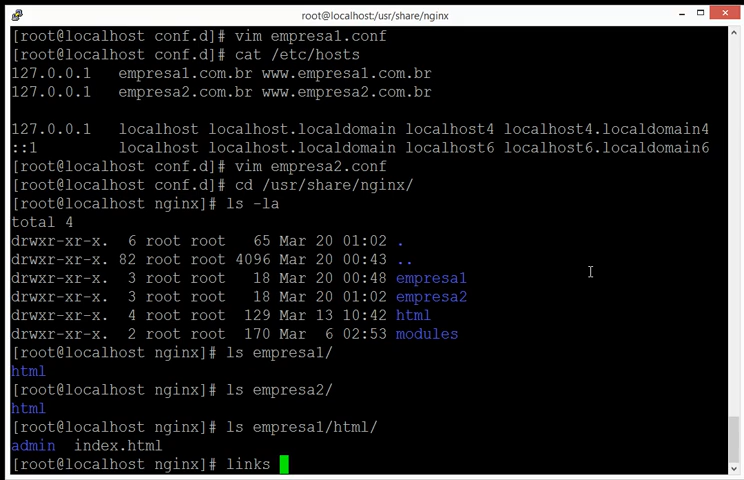 root@localhost:/usr/share/nginx
[root@localhost conf.d]# vim empresa1.conf
[root@localhost conf.d]# cat /etc/hosts
127.0.0.1   empresa1.com.br www.empresa1.com.br
127.0.0.1   empresa2.com.br www.empresa2.com.br
127.0.0.1   localhost localhost.localdomain localhost4 localhost4.localdomain4
::1         localhost localhost.localdomain localhost6 localhost6.localdomain6
[root@localhost conf.d]# vim empresa2.conf
[root@localhost conf.d]# cd /usr/share/nginx/
[root@localhost nginx]# ls -la
total 4
drwxr-xr-x.  6 root root   65 Mar 20 01:02 .
drwxr-xr-x. 82 root root 4096 Mar 20 00:43 ..
drwxr-xr-x.  3 root root   18 Mar 20 00:48 empresa1
drwxr-xr-x.  3 root root   18 Mar 20 01:02 empresa2
drwxr-xr-x.  4 root root  129 Mar 13 10:42 html
drwxr-xr-x.  2 root root  170 Mar  6 02:53 modules
[root@localhost nginx]# ls empresa1/
html
[root@localhost nginx]# ls empresa2/
html
[root@localhost nginx]# ls empresa1/html/
admin  index.html
[root@localhost nginx]# links